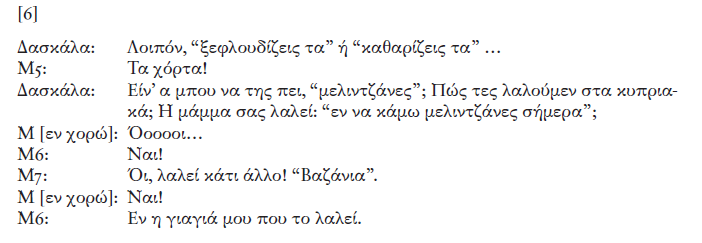 [6]
Δασκάλα: Λοιπόν, “ξεφλουδίζεις τα” ή “καθαρίζεις τα” …
Μ5: Τα χόρτα!
Δασκάλα: Είν’ α μπου να της πει, “μελιντζάνες”; Πώς τες λαλούμεν στα κυπρια-
κά; Η μάμμα σας λαλεί: “εν να κάμω μελιντζάνες σήμερα”;
Μ [εν χορώ]: Όοοοοι…
Μ6: Ναι!
Μ7: Όι, λαλεί κάτι άλλο! “Βαζάνια”.
Μ [εν χορώ]: Ναι!
Μ6: Εν η γιαγιά μου που το λαλεί.